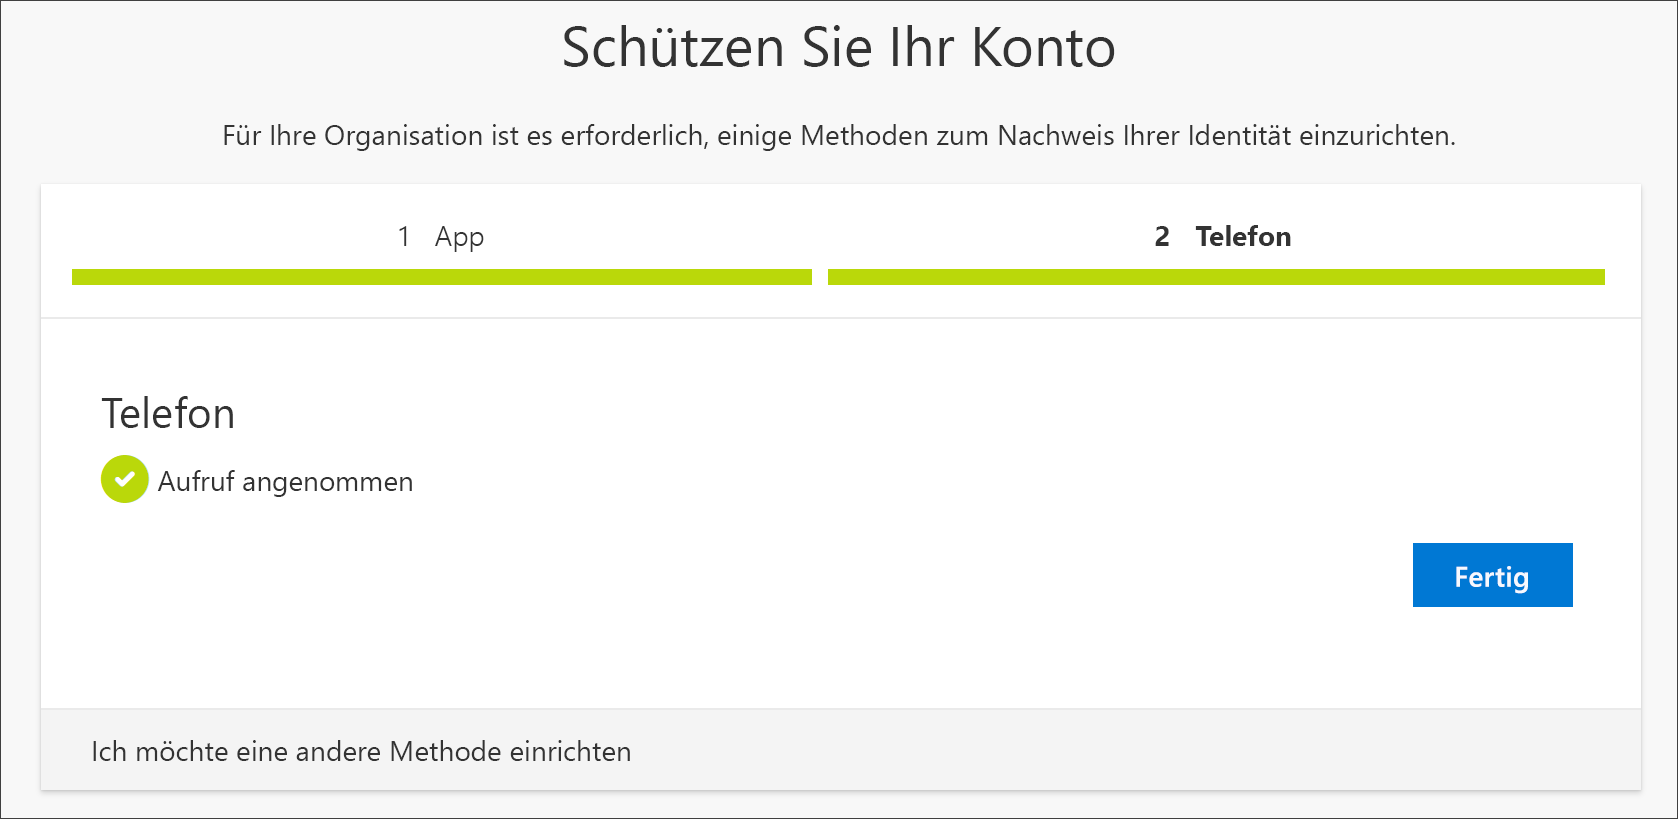 Schützen Sie Ihr Konto
Für Ihre Organisation ist es erforderlich, einige Methoden zum Nachweis Ihrer Identität einzurichten.
1 App
2 Telefon
Telefon
Aufruf angenommen
Fertig
Ich möchte eine andere Methode einrichten